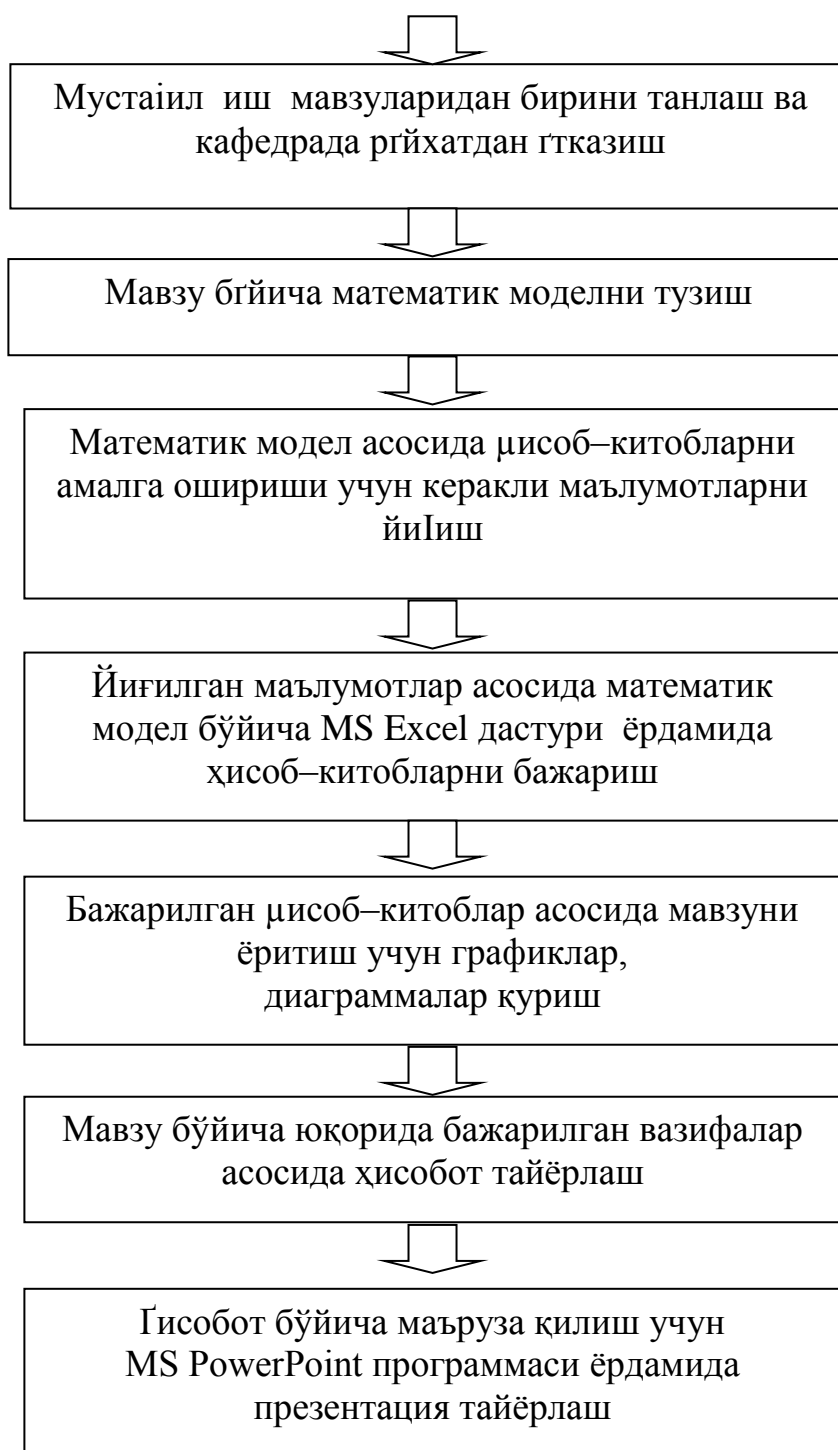 Мустаіил иш мавзуларидан бирини танлаш ва
кафедрада рґйхатдан ґтказиш
Мавзу бґйича математик моделни тузиш
Математик модел асосида µисоб–китобларни
амалга ошириши учун керакли маълумотларни
йиІиш
Йиғилган маълумотлар асосида математик
модел бўйича MS Excel дастури ёрдамида
ҳисоб–китобларни бажариш
Бажарилган µисоб–китоблар асосида мавзуни
ёритиш учун графиклар,
диаграммалар қуриш
Мавзу бўйича юқорида бажарилган вазифалар
асосида ҳисобот тайёрлаш
Ґисобот бўйича маъруза қилиш учун
MS PowerPoint программаси ёрдамида
презентация тайёрлаш